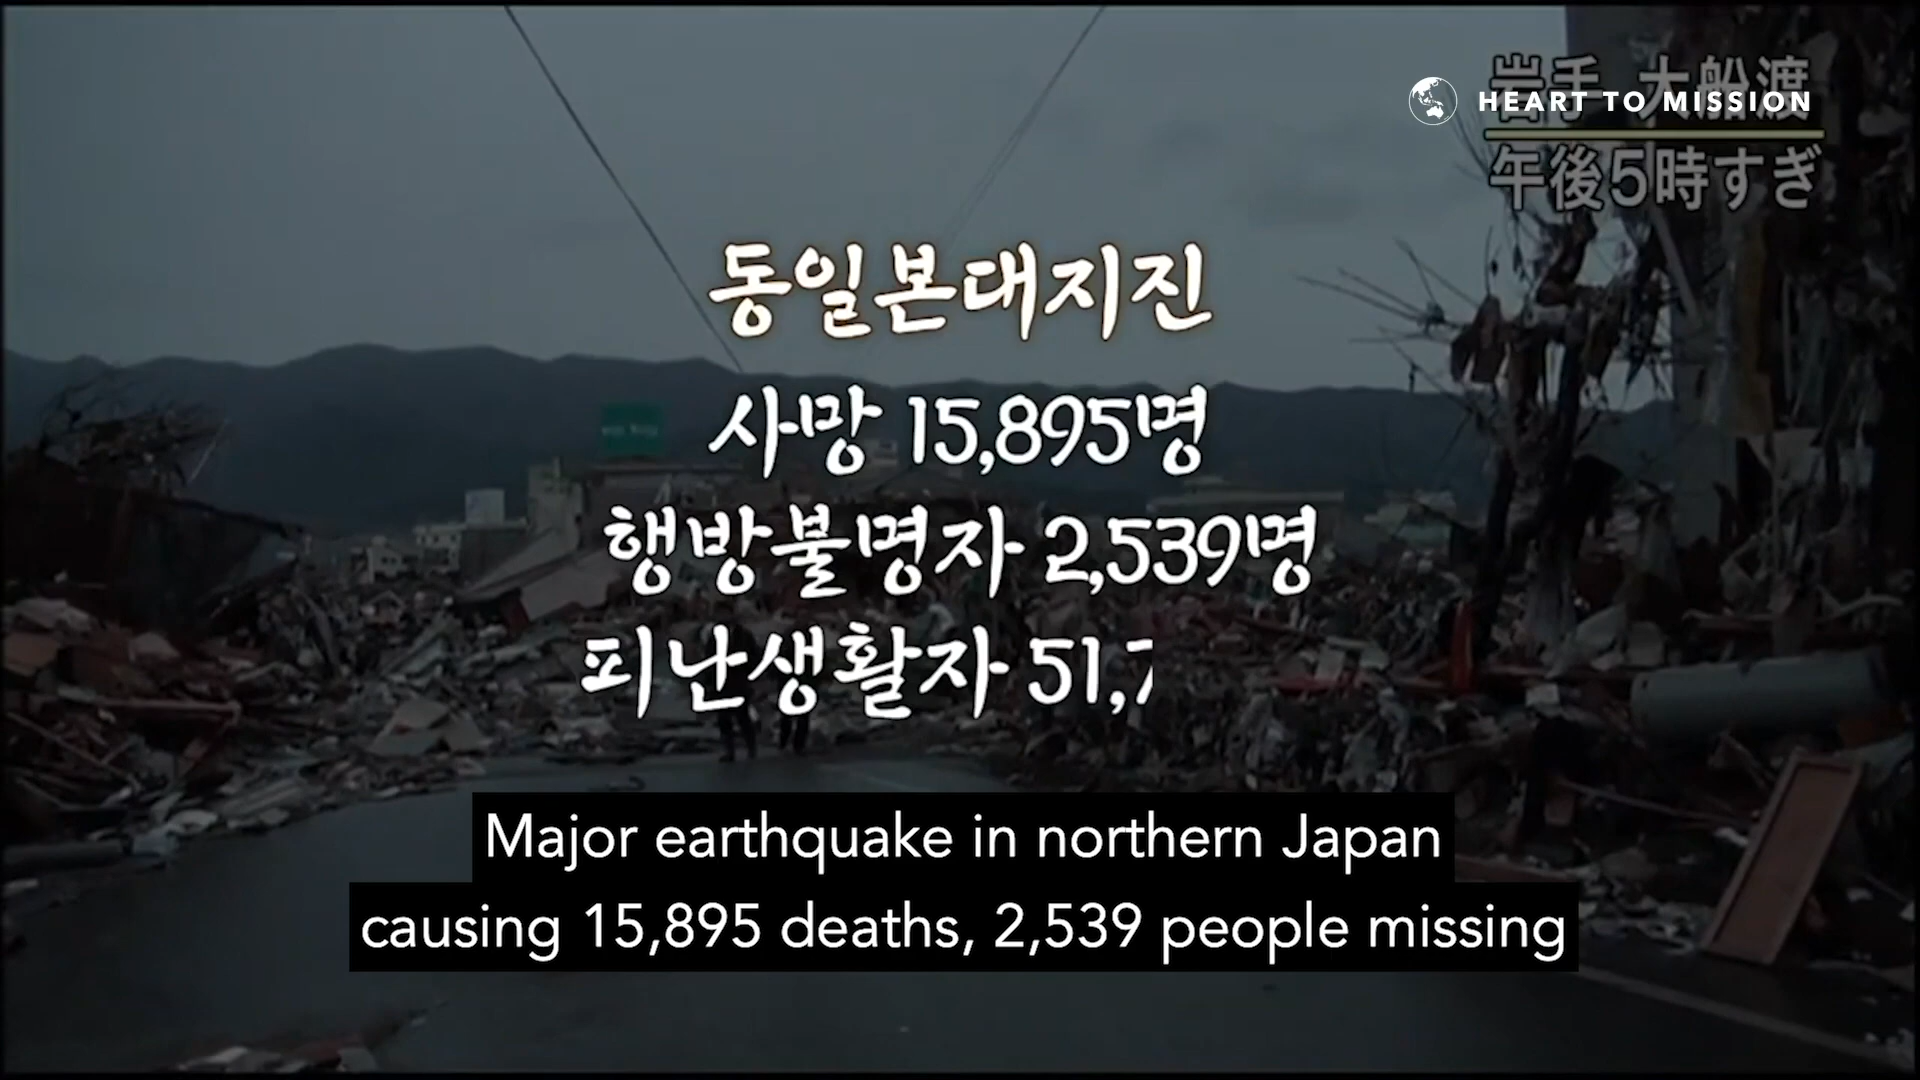 岩手 大船渡
HEART TO MISSION
午後5時すぎ
동일본대지진
사망 15,895명
행방불명자 2,539명
피난생활자 51,7
Major earthquake in northern Japan
causing 15,895 deaths, 2,539 people missing